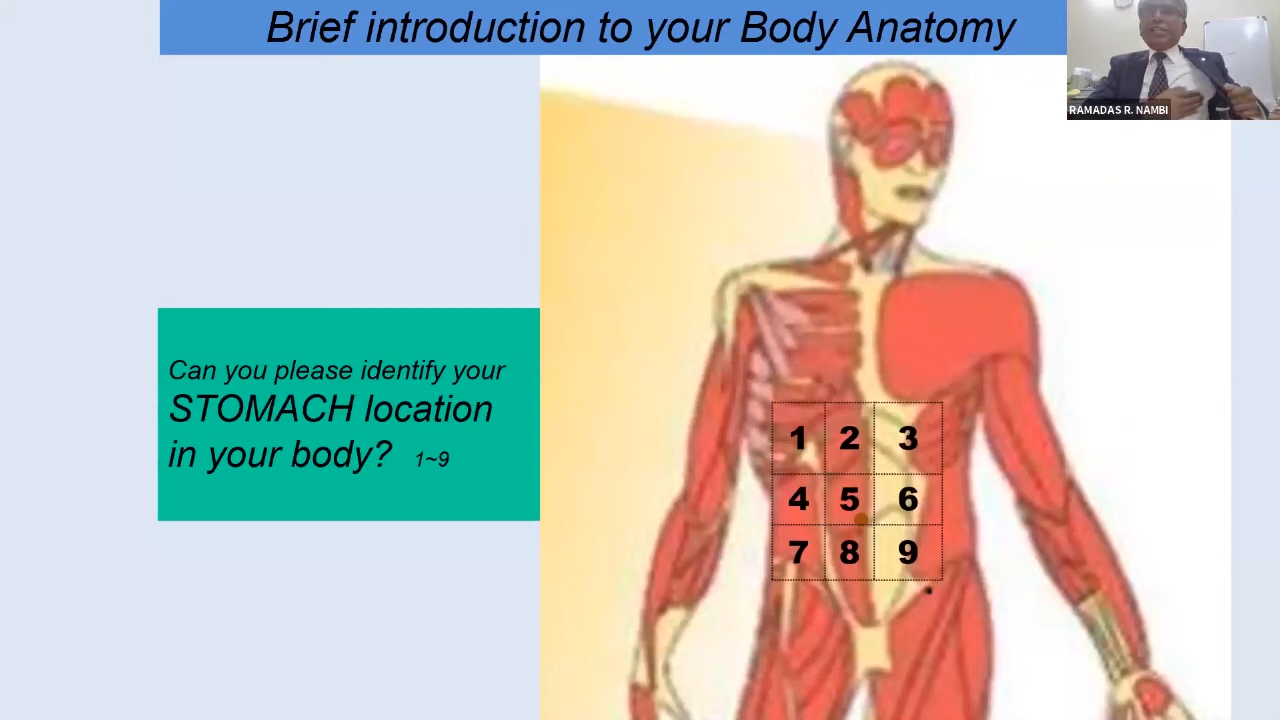 Brief introduction to your Body Anatomy
RAMADAS R. NAMBI
Can you please identify your
STOMACH location
in your body? 1~9
1 2 3
4 5 6
7 8 9